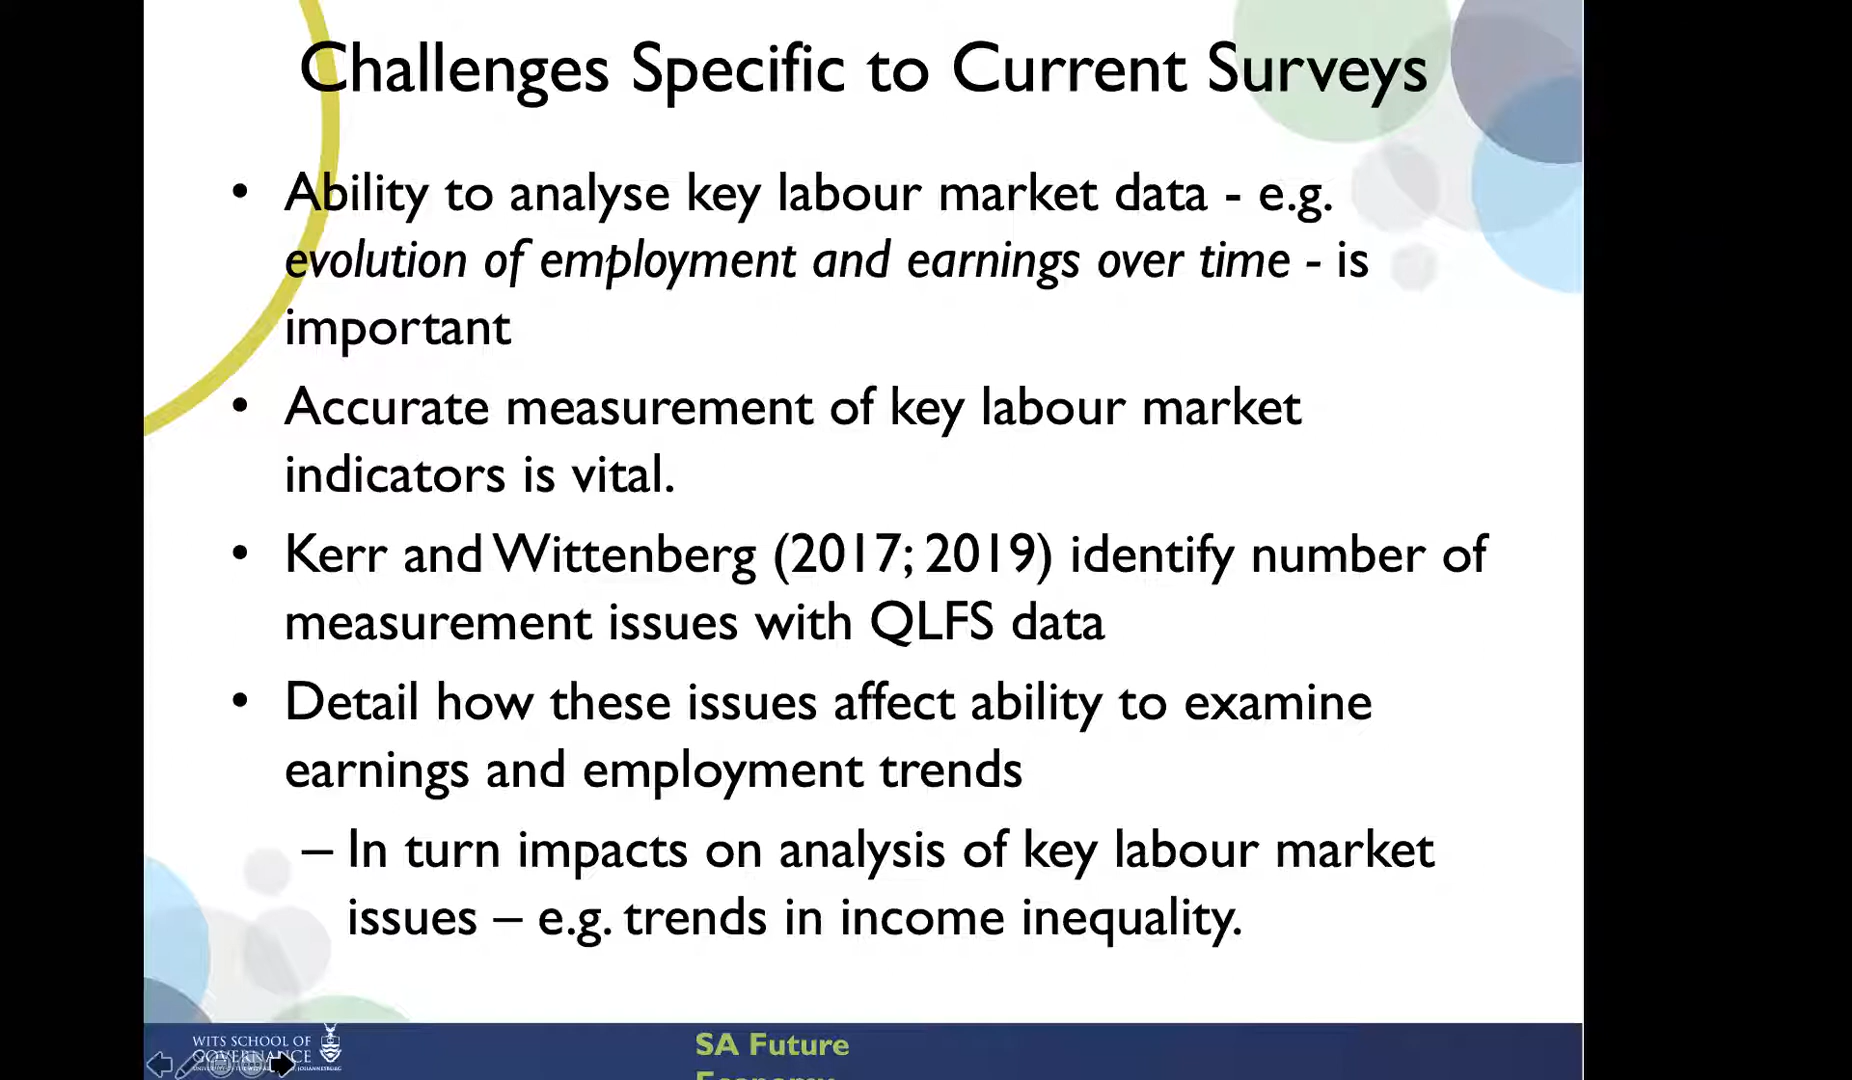 Challenges Specific to Current Surveys
• Ability to analyse key labour market data - e.g.
evolution of employment and earnings over time - is
important
• Accurate measurement of key labour market
indicators is vital.
• Kerr and Wittenberg (2017; 2019) identify number of
measurement issues with QLFS data
• Detail how these issues affect ability to examine
earnings and employment trends
– In turn impacts on analysis of key labour market
issues – e.g. trends in income inequality.
WITS SCHOOL OF
GOVERNANCE
SA Future
Economy